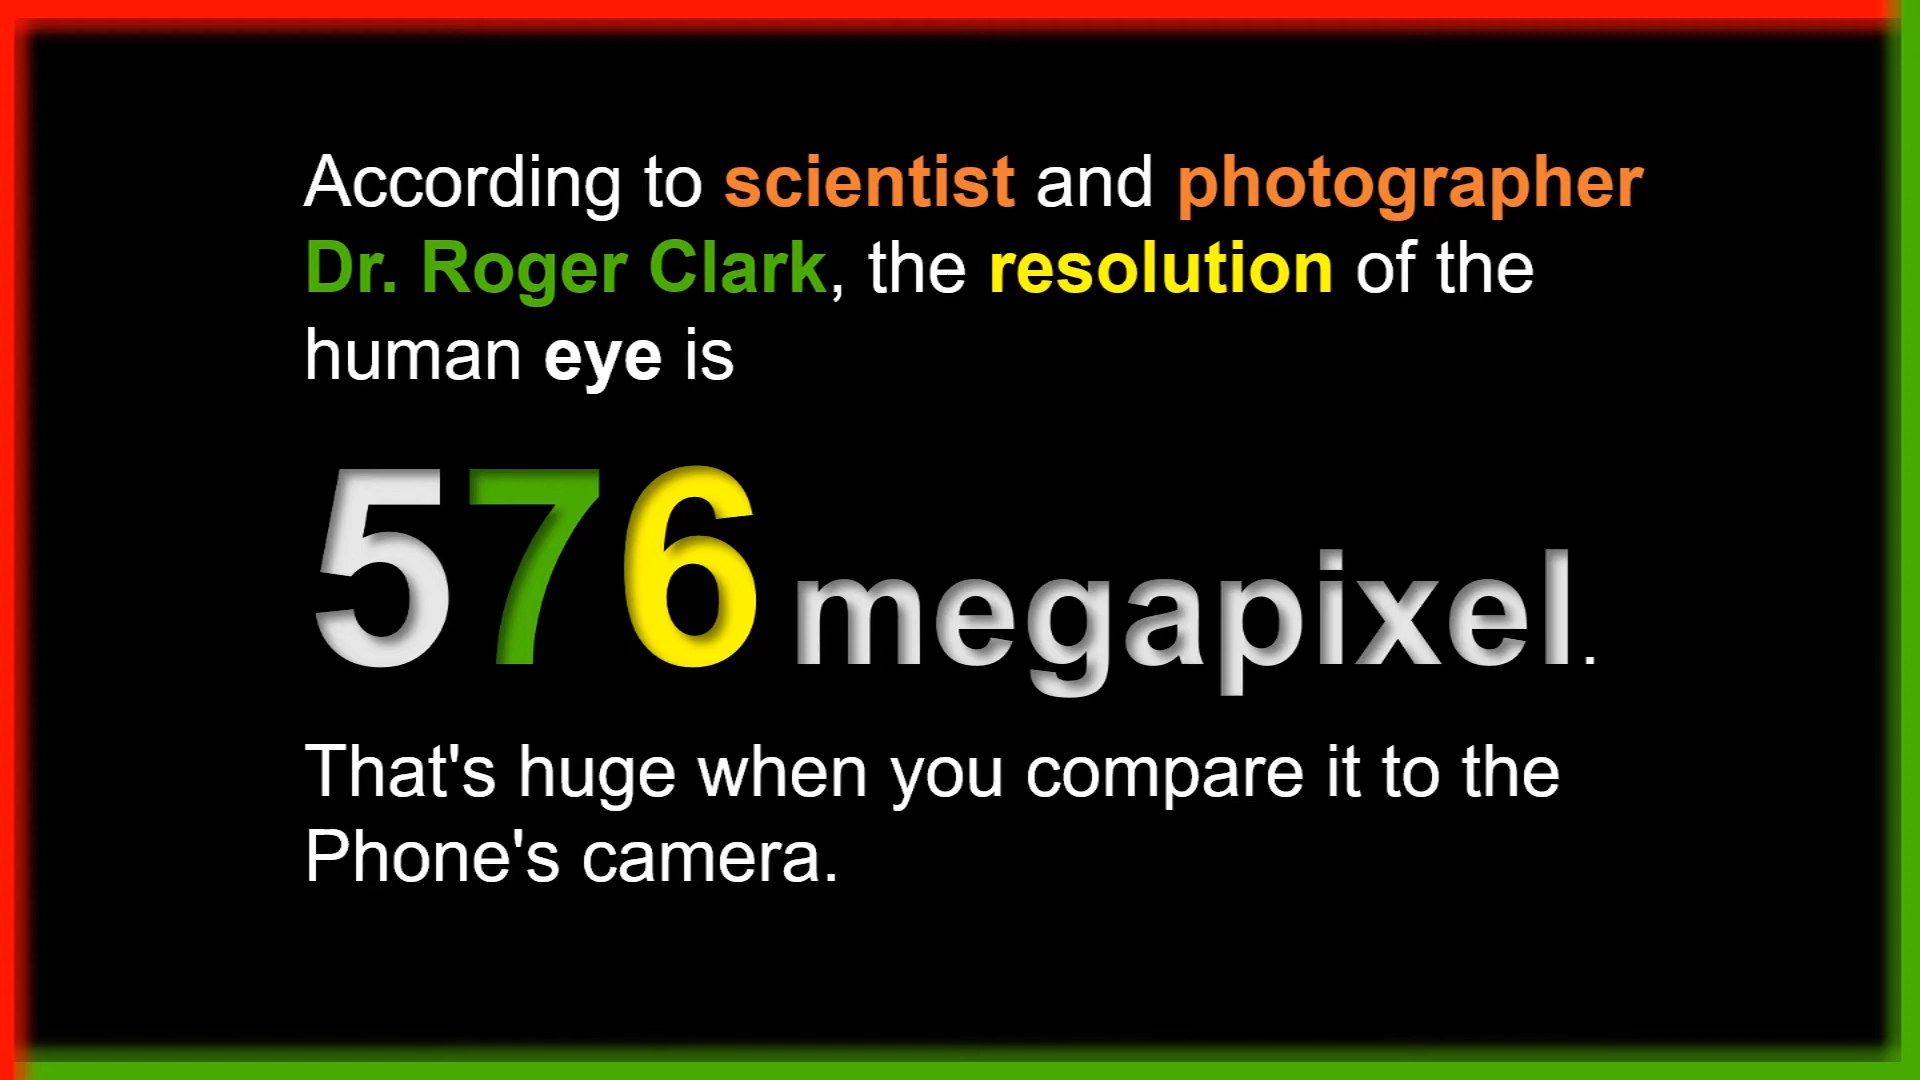 According to scientist and photographer
Dr. Roger Clark, the resolution of the
human eye is
576 megapixel.
That's huge when you compare it to the
Phone's camera.